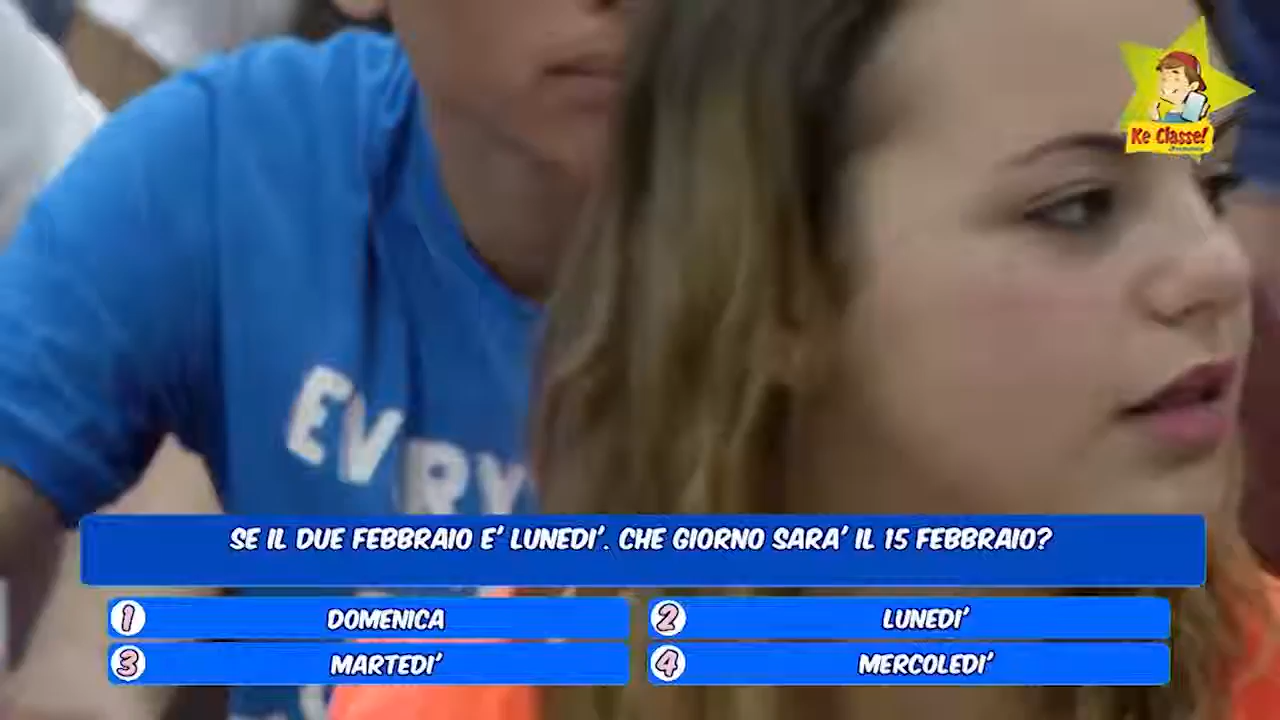 Ke Classe!
EVRY
SE IL DUE FEBBRAIO E' LUNEDI'. CHE GIORNO SARA' IL 15 FEBBRAIO?
1 DOMENICA
2 LUNEDI'
3 MARTEDI'
4 MERCOLEDI'